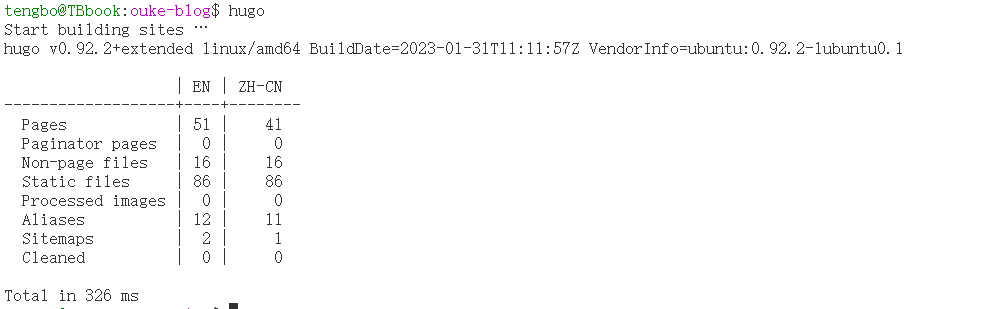 tengbo@TBbook:ouke-blog$ hugo
Start building sites …
hugo v0.92.2+extended linux/amd64 BuildDate=2023-01-31T11:11:57Z VendorInfo=ubuntu:0.92.2-1ubuntu0.1
                   | EN | ZH-CN
-------------------+----+--------
  Pages            | 51 |    41
  Paginator pages  |  0 |     0
  Non-page files   | 16 |    16
  Static files     | 86 |    86
  Processed images |  0 |     0
  Aliases          | 12 |    11
  Sitemaps         |  2 |     1
  Cleaned          |  0 |     0
Total in 326 ms